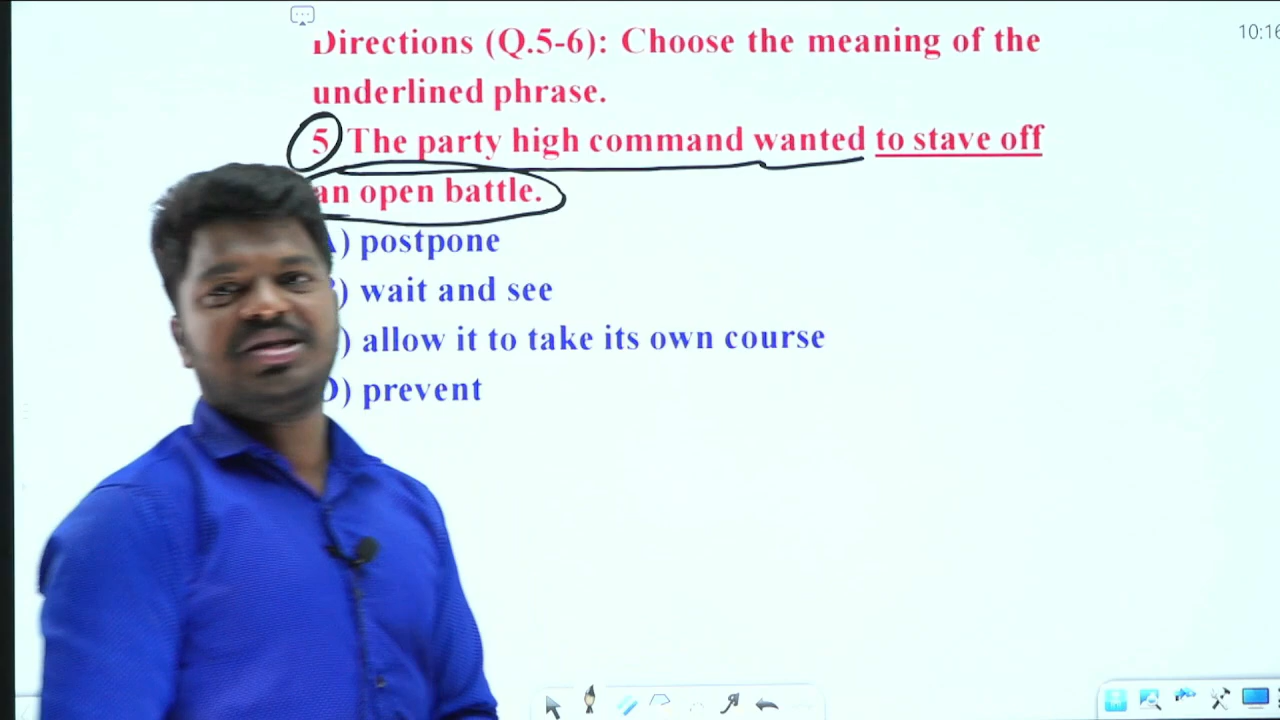 Directions (Q.5-6): Choose the meaning of the
underlined phrase.
5 The party high command wanted to stave off
an open battle.
A) postpone
B) wait and see
) allow it to take its own course
D) prevent
10:16